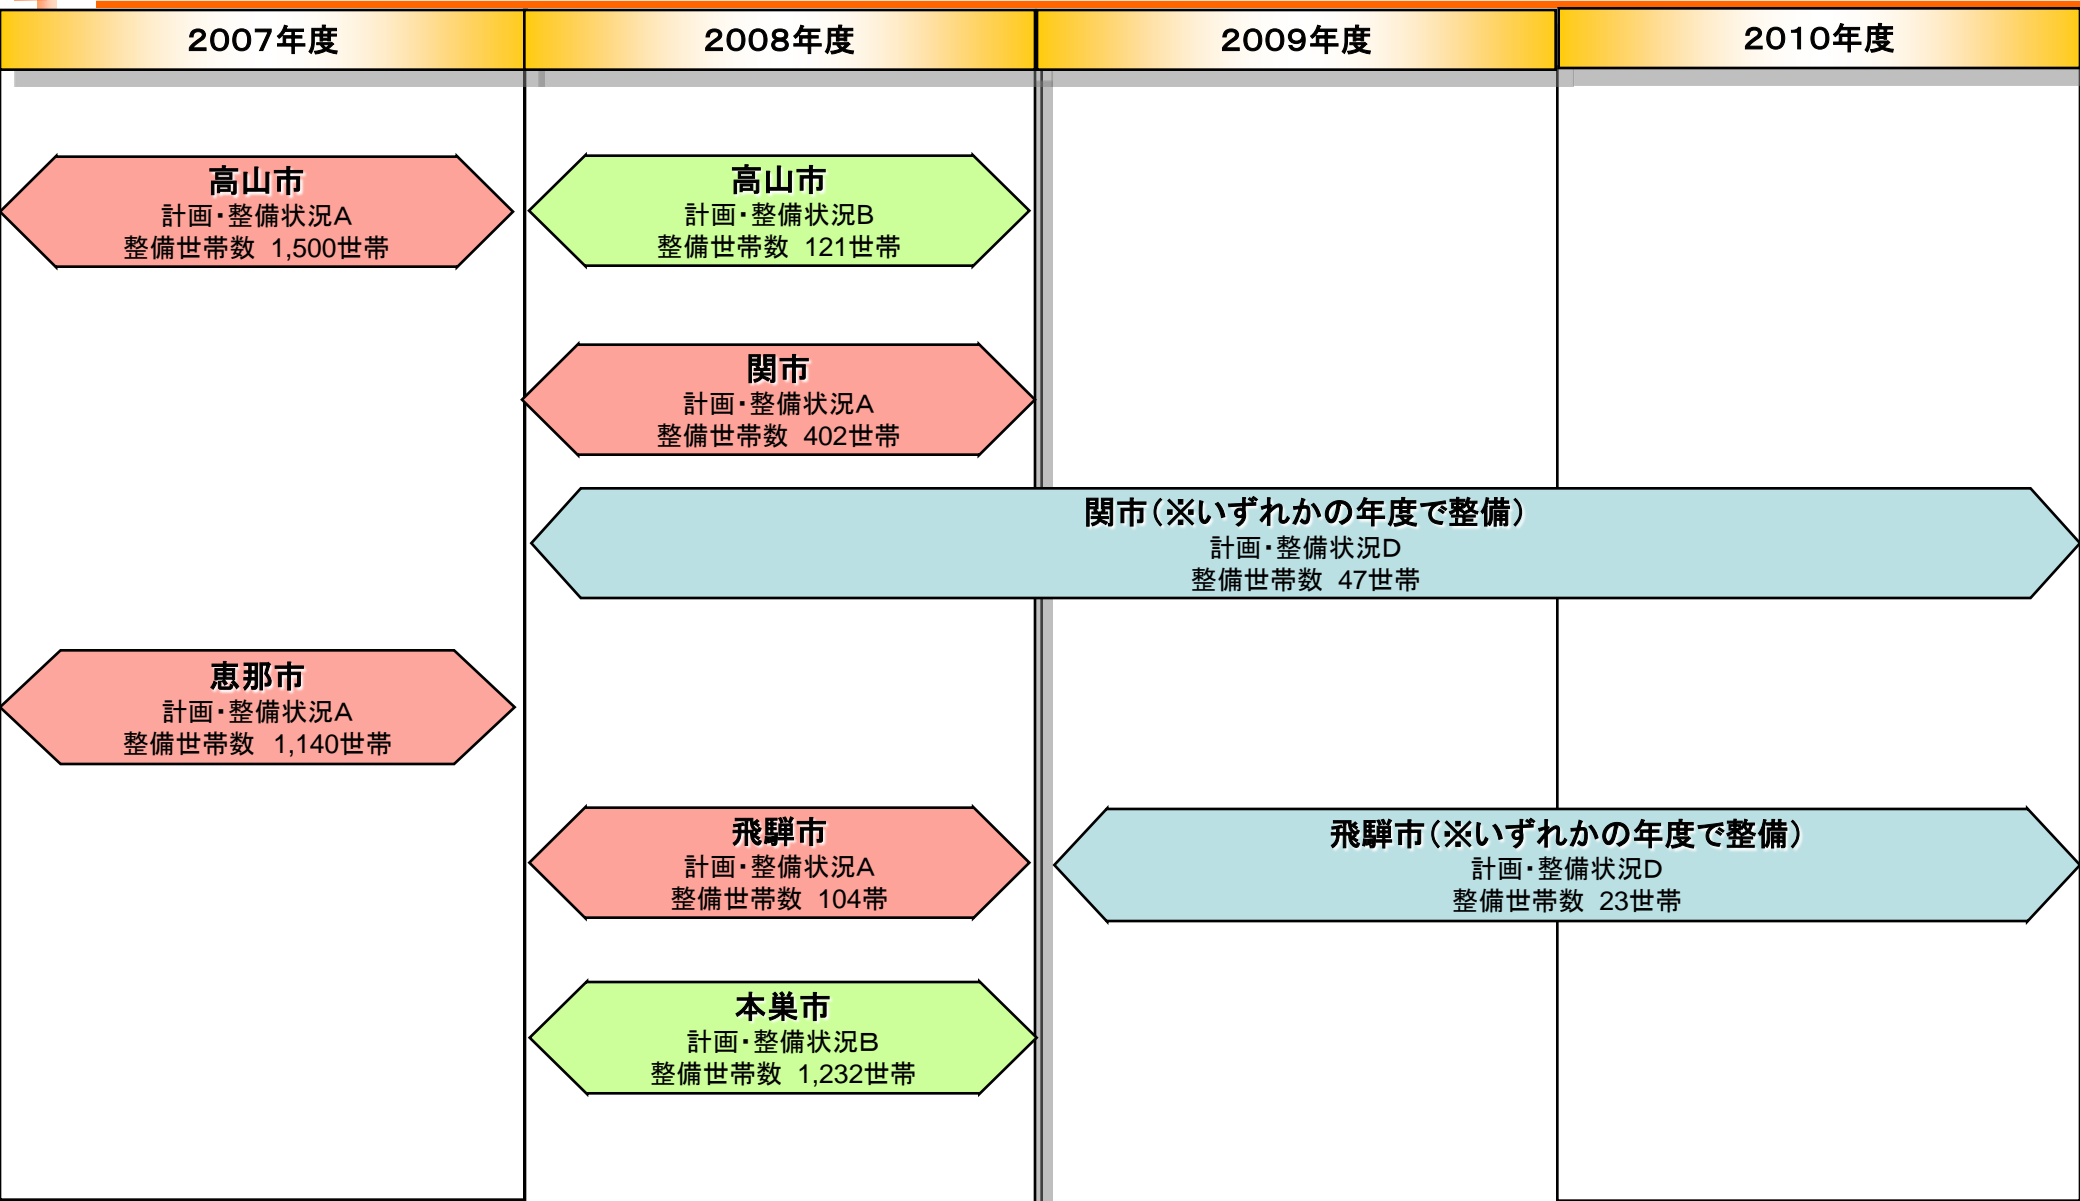 2007年度
2008年度
2009年度
2010年度
高山市
計画・整備状況A
整備世帯数 1,500世帯
高山市
計画・整備状況B
整備世帯数 121世帯
関市
計画・整備状況A
整備世帯数 402世帯
関市（※いずれかの年度で整備）
計画・整備状況D
整備世帯数 47世帯
恵那市
計画・整備状況A
整備世帯数 1,140世帯
飛騨市
計画・整備状況A
整備世帯数 104帯
飛騨市（※いずれかの年度で整備）
計画・整備状況D
整備世帯数 23世帯
本巣市
計画・整備状況B
整備世帯数 1,232世帯